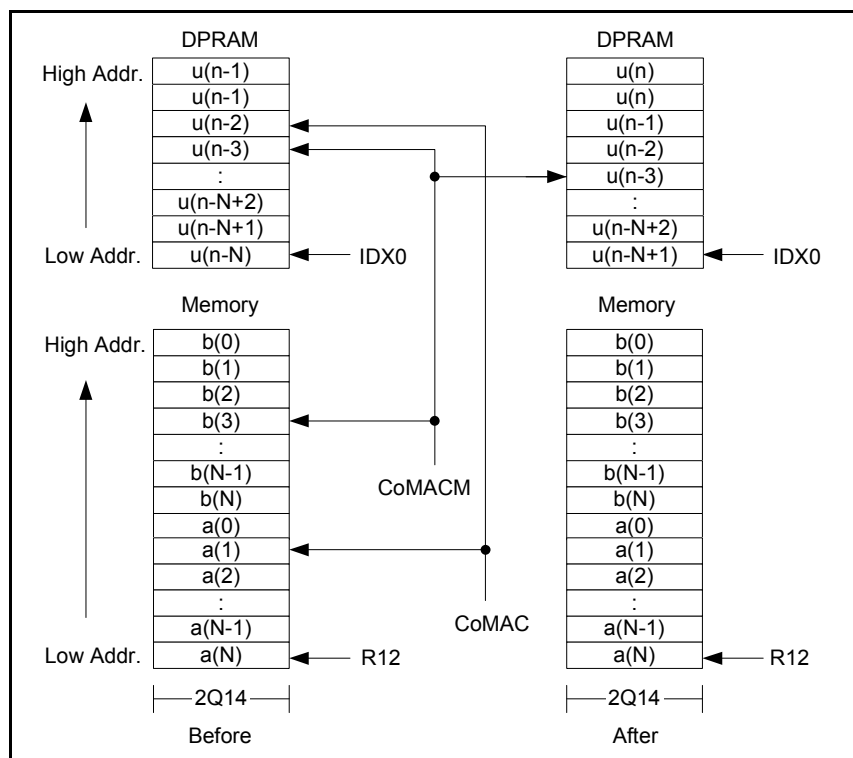 DPRAM
High Addr.
u(n-1)
u(n-1)
u(n-2)
u(n-3)
:
u(n-N+2)
u(n-N+1)
Low Addr.
u(n-N)
IDX0
DPRAM
u(n)
u(n)
u(n-1)
u(n-2)
u(n-3)
:
u(n-N+2)
u(n-N+1)
IDX0
Memory
High Addr.
b(0)
b(1)
b(2)
b(3)
:
b(N-1)
b(N)
a(0)
a(1)
a(2)
:
a(N-1)
Low Addr.
a(N)
R12
CoMACM
CoMAC
2Q14
Before
Memory
b(0)
b(1)
b(2)
b(3)
:
b(N-1)
b(N)
a(0)
a(1)
a(2)
:
a(N-1)
a(N)
R12
2Q14
After